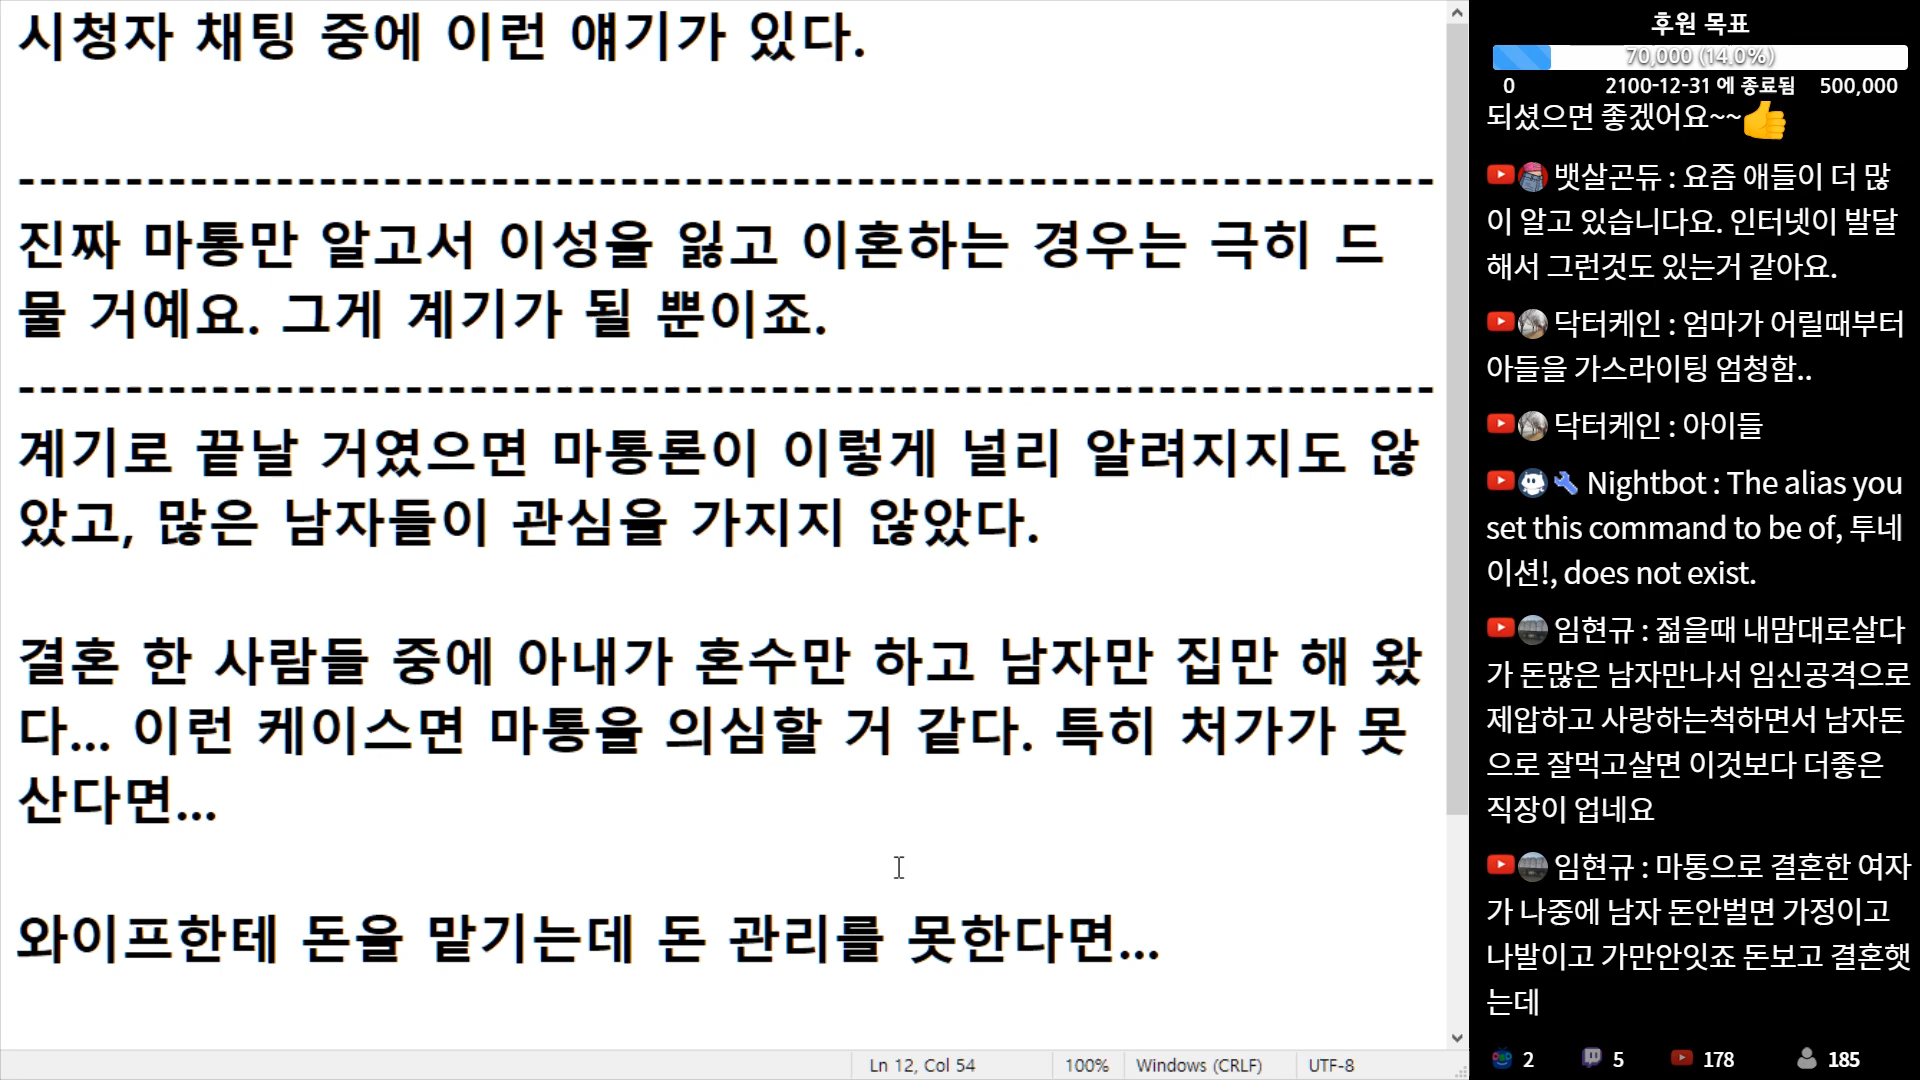 시청자 채팅 중에 이런 얘기가 있다.
------------------------------------------------------------------
진짜 마통만 알고서 이성을 잃고 이혼하는 경우는 극히 드
물 거예요. 그게 계기가 될 뿐이죠.
------------------------------------------------------------------
계기로 끝날 거였으면 마통론이 이렇게 널리 알려지지도 않
았고, 많은 남자들이 관심을 가지지 않았다.
결혼 한 사람들 중에 아내가 혼수만 하고 남자만 집만 해 왔
다... 이런 케이스면 마통을 의심할 거 같다. 특히 처가가 못
산다면...
와이프한테 돈을 맡기는데 돈 관리를 못한다면...
Ln 12, Col 54
100%
Windows (CRLF)
UTF-8
후원 목표
70,000 (14.0%)
0 2100-12-31 에 종료됨 500,000
되셨으면 좋겠어요~~👍
뱃살곤듀 : 요즘 애들이 더 많
이 알고 있습니다요. 인터넷이 발달
해서 그런것도 있는거 같아요.
닥터케인 : 엄마가 어릴때부터
아들을 가스라이팅 엄청함..
닥터케인 : 아이들
Nightbot : The alias you
set this command to be of, 투네
이션!, does not exist.
임현규 : 젊을때 내맘대로살다
가 돈많은 남자만나서 임신공격으로
제압하고 사랑하는척하면서 남자돈
으로 잘먹고살면 이것보다 더좋은
직장이 업네요
임현규 : 마통으로 결혼한 여자
가 나중에 남자 돈안벌면 가정이고
나발이고 가만안잇죠 돈보고 결혼햇
는데
2 5 178 185